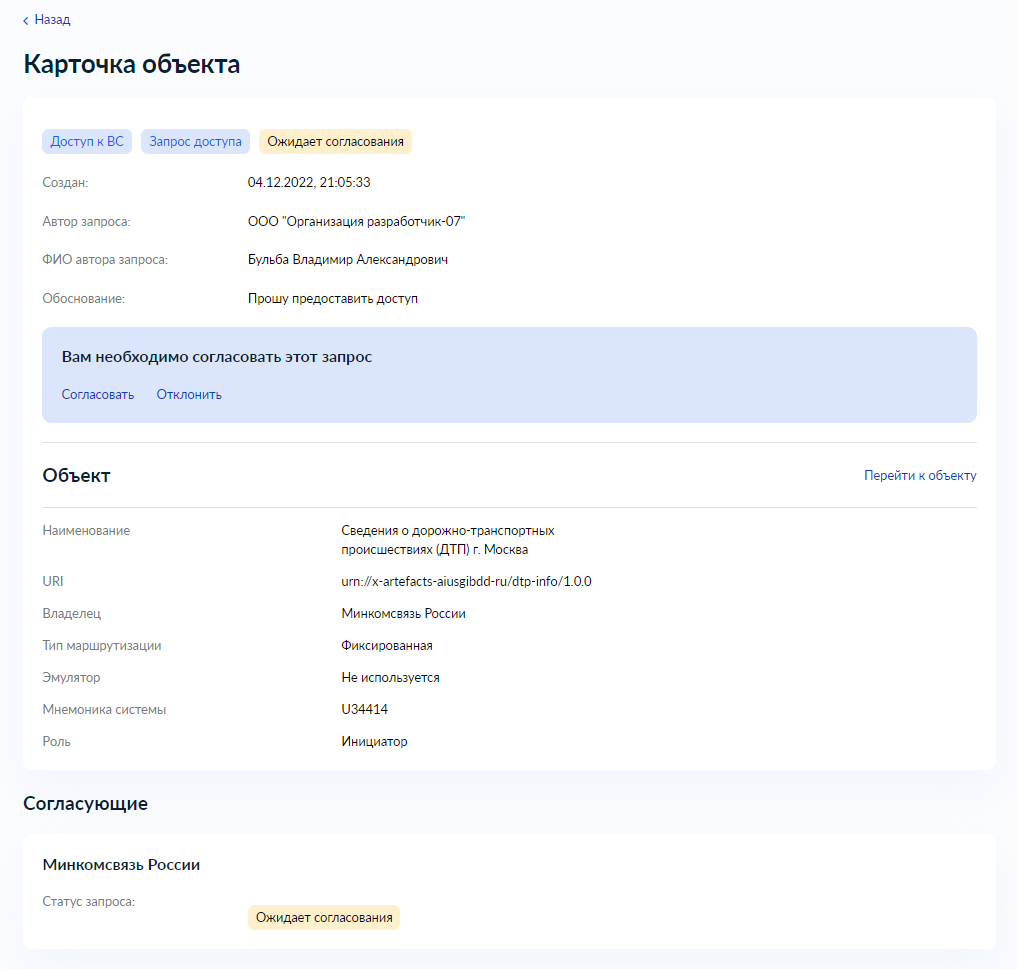 Назад
Карточка объекта
Доступ к ВС Запрос доступа Ожидает согласования
Создан: 04.12.2022, 21:05:33
Автор запроса: ООО "Организация разработчик-07"
ФИО автора запроса: Бульба Владимир Александрович
Обоснование: Прошу предоставить доступ
Вам необходимо согласовать этот запрос
Согласовать Отклонить
Объект Перейти к объекту
Наименование Сведения о дорожно-транспортных
происшествиях (ДТП) г. Москва
URI urn://x-artefacts-aiusgibdd-ru/dtp-info/1.0.0
Владелец Минкомсвязь России
Тип маршрутизации Фиксированная
Эмулятор Не используется
Мнемоника системы U34414
Роль Инициатор
Согласующие
Минкомсвязь России
Статус запроса:
Ожидает согласования